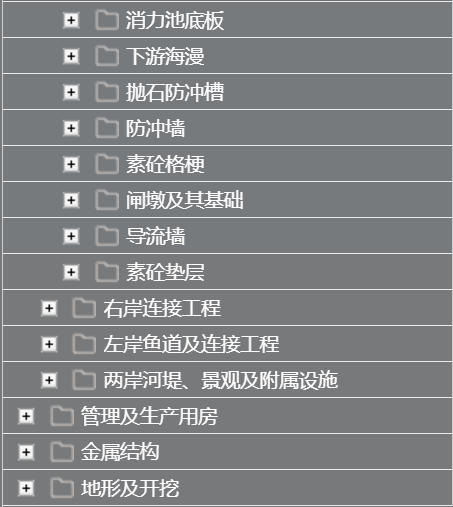 消力池底板
下游海漫
抛石防冲槽
防冲墙
素砼格梗
闸墩及其基础
导流墙
素砼垫层
右岸连接工程
左岸鱼道及连接工程
两岸河堤、景观及附属设施
管理及生产用房
金属结构
地形及开挖